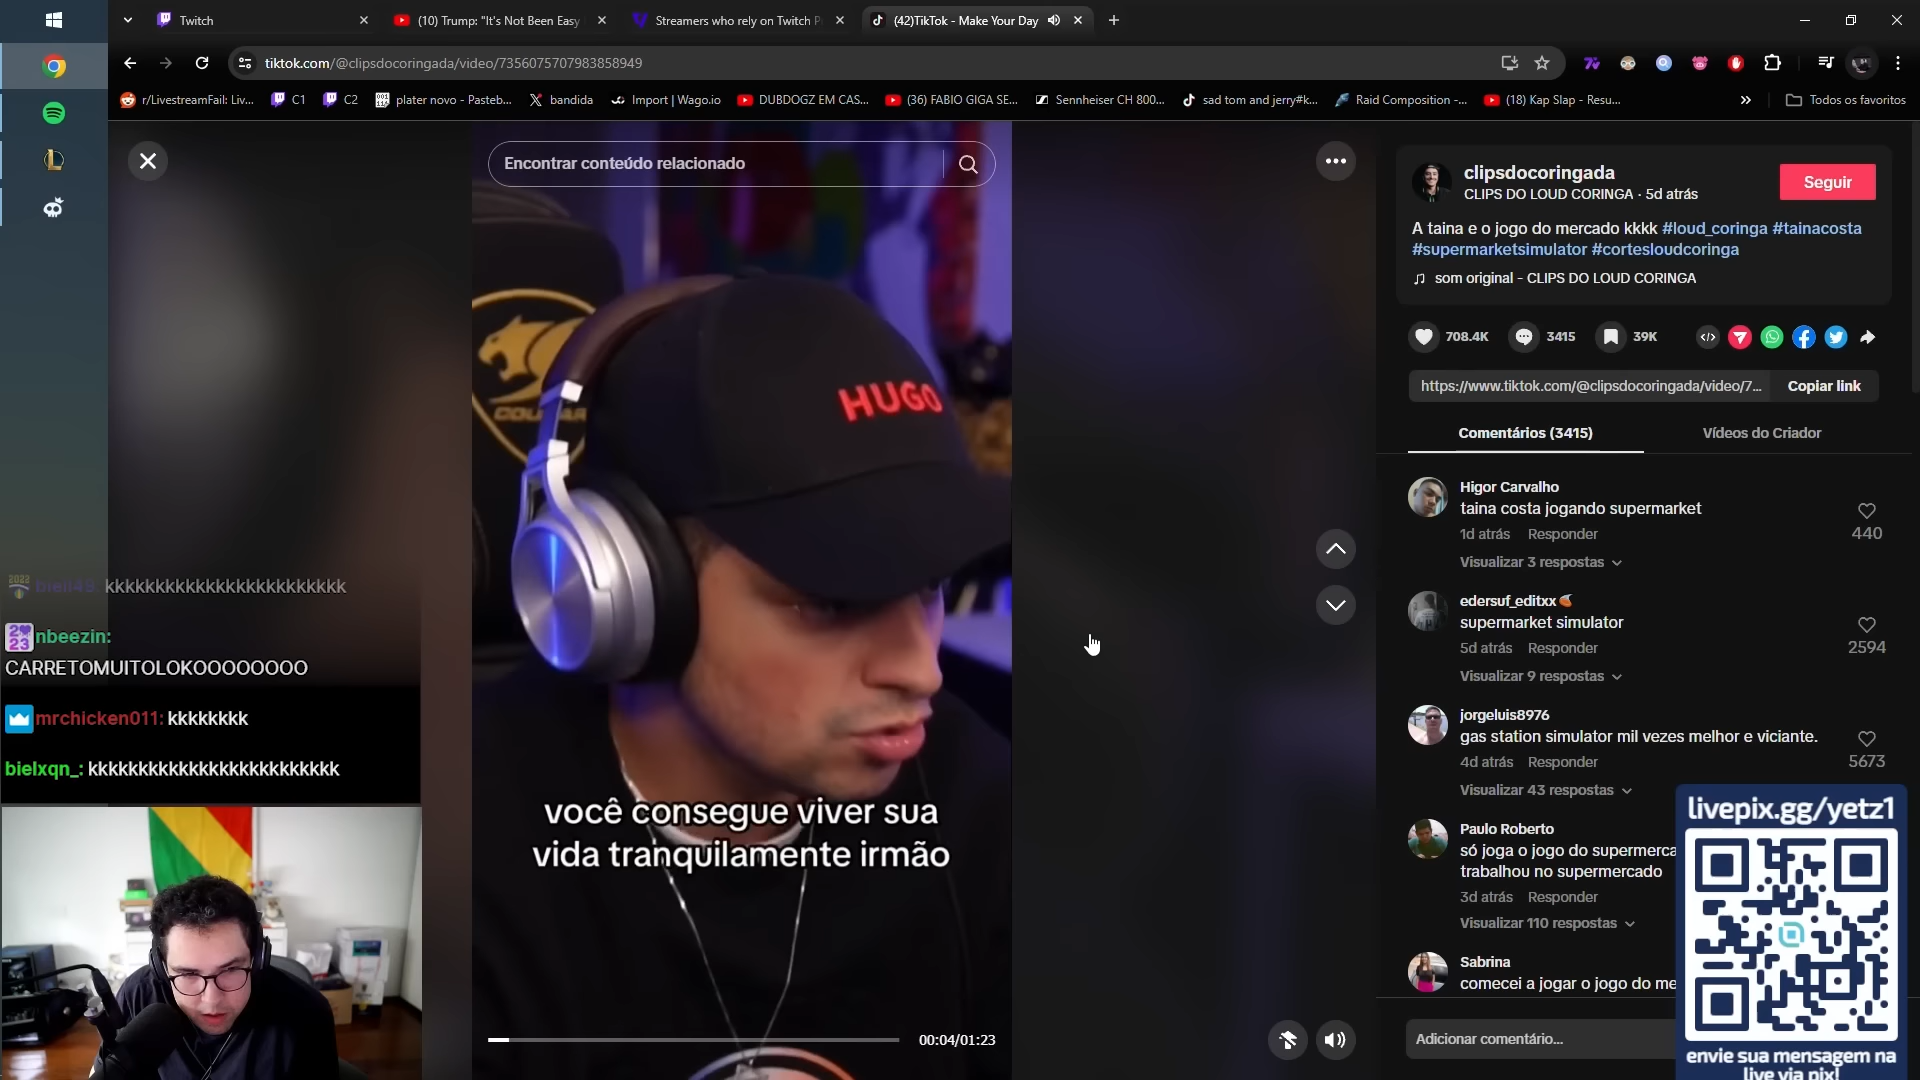 Twitch
(10) Trump: "It's Not Been Easy
Streamers who rely on Twitch P
(42)TikTok - Make Your Day
tiktok.com/@clipsdocoringada/video/7356075707983858949
r/LivestreamFail: Liv...
C1
C2
plater novo - Pasteb...
bandida
Import | Wago.io
DUBDOGZ EM CAS...
(36) FABIO GIGA SE...
Sennheiser CH 800...
sad tom and jerry#k...
Raid Composition -...
(18) Kap Slap - Resu...
Todos os favoritos
Encontrar conteúdo relacionado
HUGO
COUGAR
você consegue viver sua
vida tranquilamente irmão
00:04/01:23
clipsdocoringada
CLIPS DO LOUD CORINGA · 5d atrás
Seguir
A taina e o jogo do mercado kkkk #loud_coringa #tainacosta
#supermarketsimulator #cortesloudcoringa
som original - CLIPS DO LOUD CORINGA
708.4K
3415
39K
https://www.tiktok.com/@clipsdocoringada/video/7...
Copiar link
Comentários (3415)
Vídeos do Criador
Higor Carvalho
taina costa jogando supermarket
1d atrás Responder
440
Visualizar 3 respostas
edersuf_editxx
supermarket simulator
5d atrás Responder
2594
Visualizar 9 respostas
jorgeluis8976
gas station simulator mil vezes melhor e viciante.
4d atrás Responder
5673
Visualizar 43 respostas
Paulo Roberto
só joga o jogo do supermerca
trabalhou no supermercado
3d atrás Responder
Visualizar 110 respostas
Sabrina
comecei a jogar o jogo do me
Adicionar comentário...
livepix.gg/yetz1
envie sua mensagem na
live via pix!
2023
kkkkkkkkkkkkkkkkkkkkkkkk
2023
nbeezin:
CARRETOMUITOLOKOOOOOOOO
mrchicken011: kkkkkkkk
bielxqn_: kkkkkkkkkkkkkkkkkkkkkkkkk